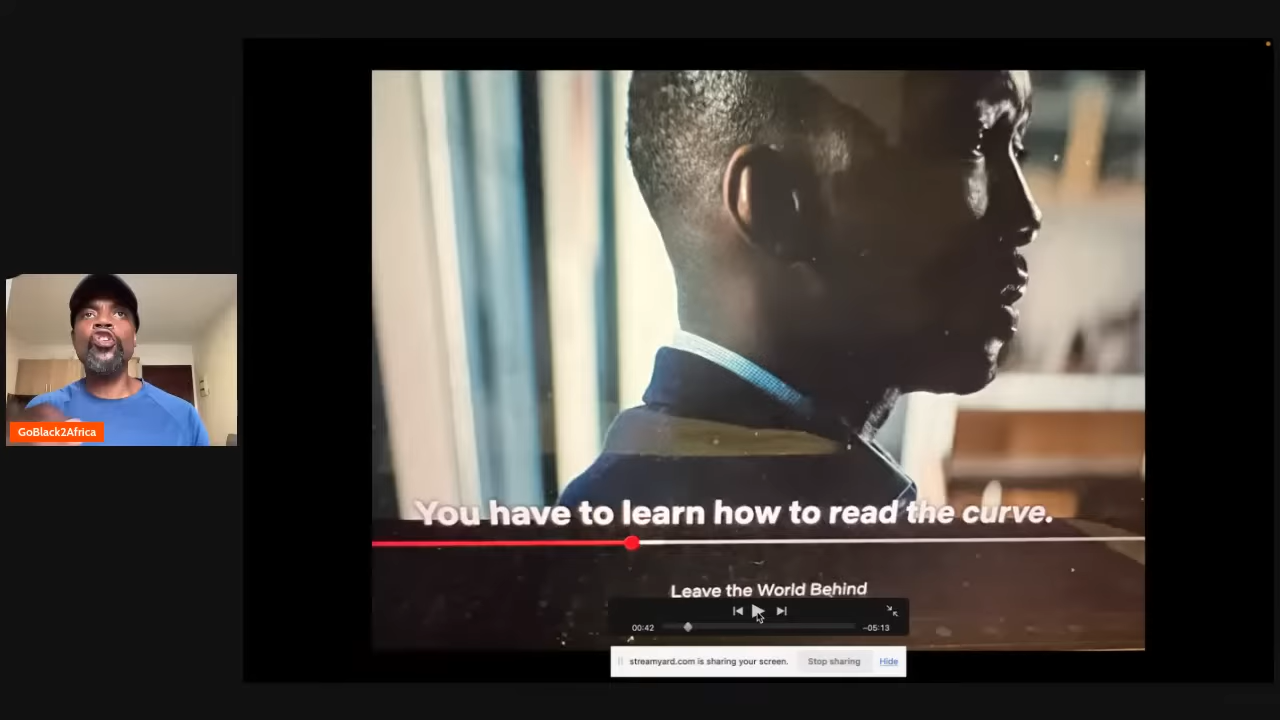 GoBlack2Africa
You have to learn how to read the curve.
Leave the World Behind
00:42
-05:13
streamyard.com is sharing your screen.
Stop sharing
Hide